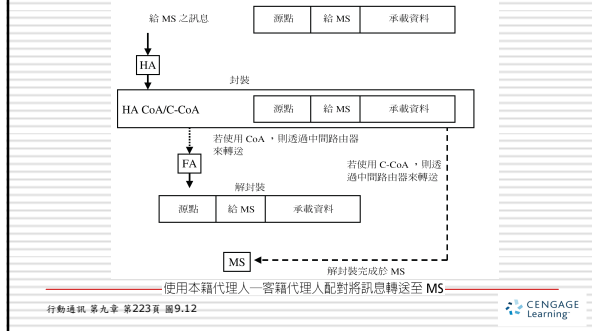 給 MS 之訊息
源點 給 MS 承載資料
HA
封裝
HA CoA/C-CoA 源點 給 MS 承載資料
若使用 CoA，則透過中間路由器
來轉送
若使用 C-CoA，則透
過中間路由器來轉送
FA
解封裝
源點 給 MS 承載資料
MS
解封裝完成於 MS
使用本籍代理人—客籍代理人配對將訊息轉送至 MS
行動通訊 第九章 第223頁 圖9.12
CENGAGE
Learning